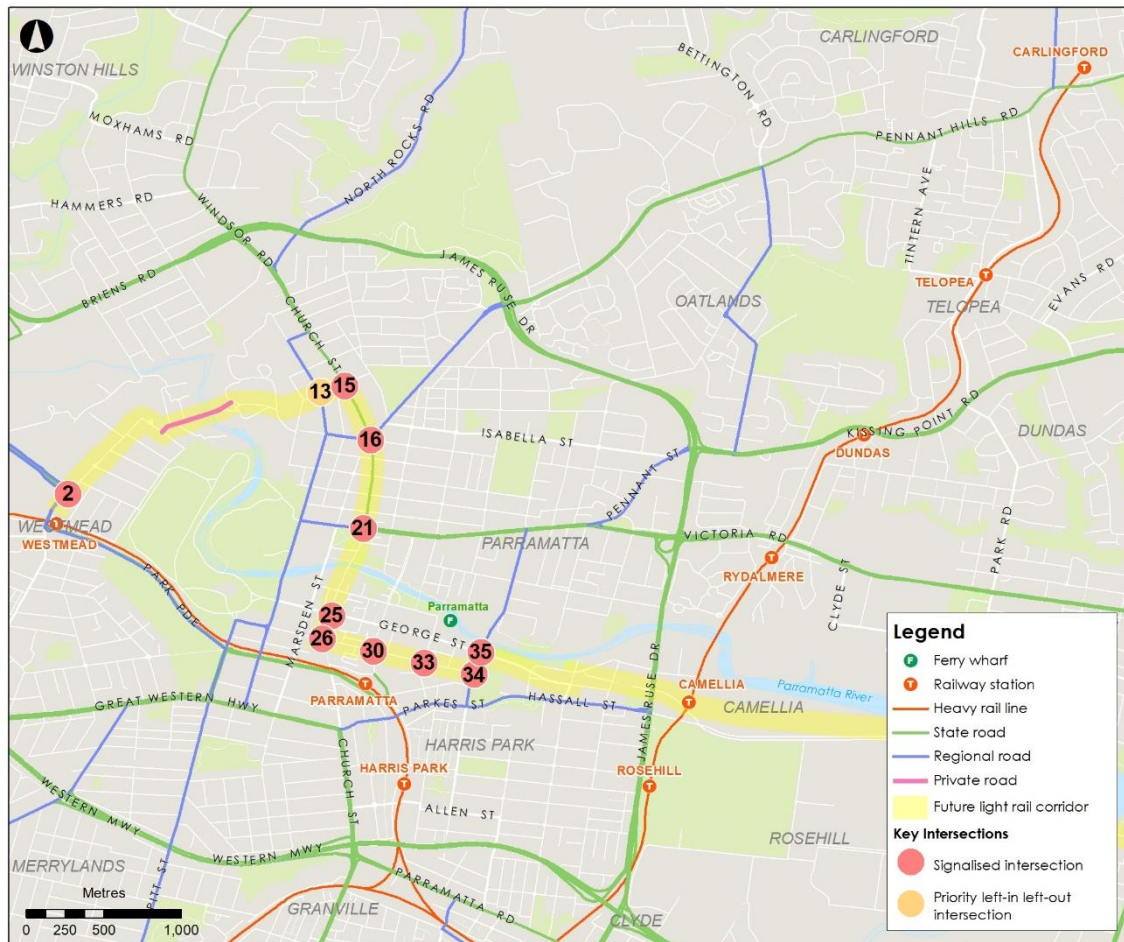 CARLINGFORD
CARLINGFORD
WINSTON HILLS
BETTINGTON RD
MOXHAMS RD
NORTH ROCKS RD
PENNANT HILLS RD
HAMMERS RD
WINDSOR RD
TINTERN AVE
JAMES RUSE DR
BRIENS RD
EVANS RD
TELOPEA
TELOPEA
OATLANDS
CHURCH ST
13
15
16
ISABELLA ST
KISSING POINT RD
DUNDAS
DUNDAS
2
PENNANT ST
WESTMEAD
WESTMEAD
21
PARRAMATTA
VICTORIA RD
PARK RD
RYDALMERE
CLYDE ST
PARK PDE
MARSDEN ST
25
Parramatta
GEORGE ST
26
30
33
35
34
PARRAMATTA
GREAT WESTERN HWY
PARKES ST
HASSALL ST
JAMES RUSE DR
CAMELLIA
CAMELLIA
Parramatta River
HARRIS PARK
HARRIS PARK
ROSEHILL
CHURCH ST
ALLEN ST
WESTERN MWY
WESTERN MWY
ROSEHILL
MERRYLANDS
PITT ST
PARRAMATTA RD
GRANVILLE
CLYDE
Metres
0 250 500 1,000
Legend
Ferry wharf
Railway station
Heavy rail line
State road
Regional road
Private road
Future light rail corridor
Key Intersections
Signalised intersection
Priority left-in left-out
intersection